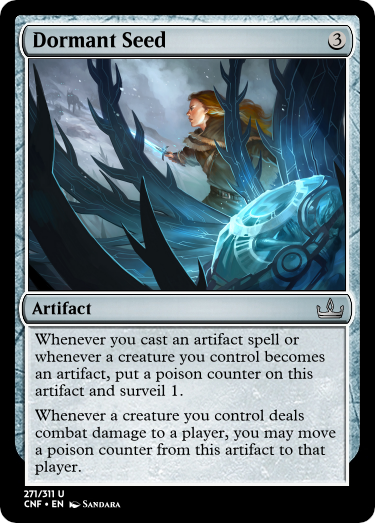 Dormant Seed 3
Artifact
Whenever you cast an artifact spell or
whenever a creature you control becomes
an artifact, put a poison counter on this
artifact and surveil 1.
Whenever a creature you control deals
combat damage to a player, you may move
a poison counter from this artifact to that
player.
271/311 U
CNF • EN Sandara